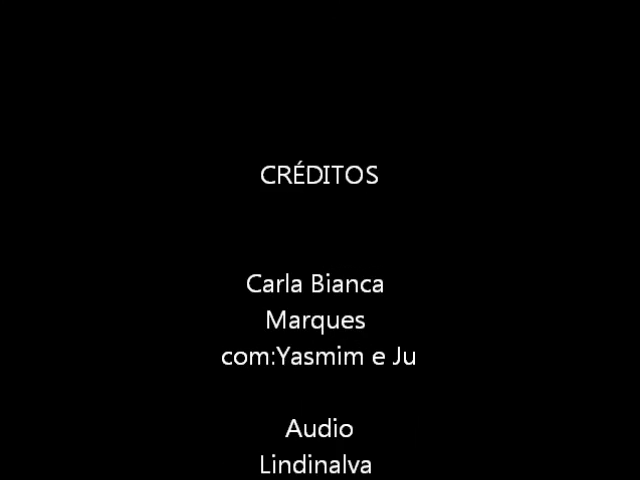 CRÉDITOS
Carla Bianca
Marques
com:Yasmim e Ju
Audio
Lindinalva